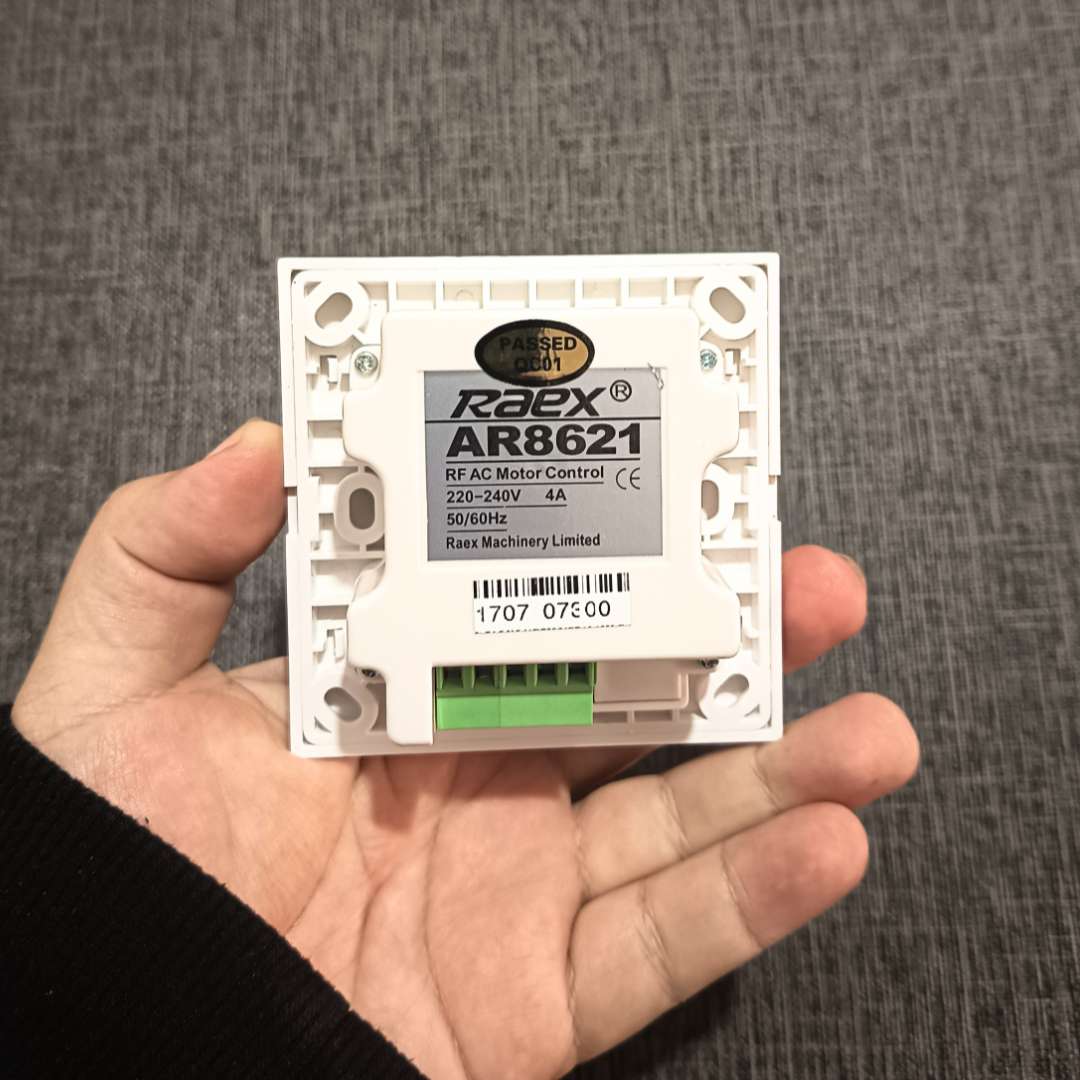 PASSED
QC01
Raex®
AR8621
RF AC Motor Control CE
220-240V 4A
50/60Hz
Raex Machinery Limited
1707 07300